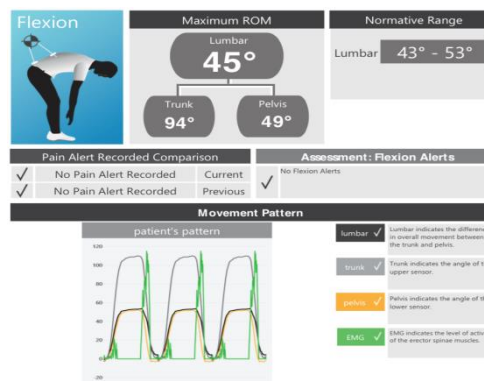 Flexion
Maximum ROM
Lumbar
45°
Trunk
94°
Pelvis
49°
Normative Range
Lumbar 43° - 53°
Pain Alert Recorded Comparison
No Pain Alert Recorded Current
No Pain Alert Recorded Previous
Assessment: Flexion Alerts
No Flexion Alerts
Movement Pattern
patient's pattern
120
100
80
60
40
20
0
-20
lumbar
Lumbar indicates the
in overall movement between
the trunk and pelvis.
trunk
Trunk indicates the angle of
upper sensor.
pelvis
Pelvis indicates the angle of
lower sensor.
EMG
EMG indicates the level of
of the erector spinae muscles.